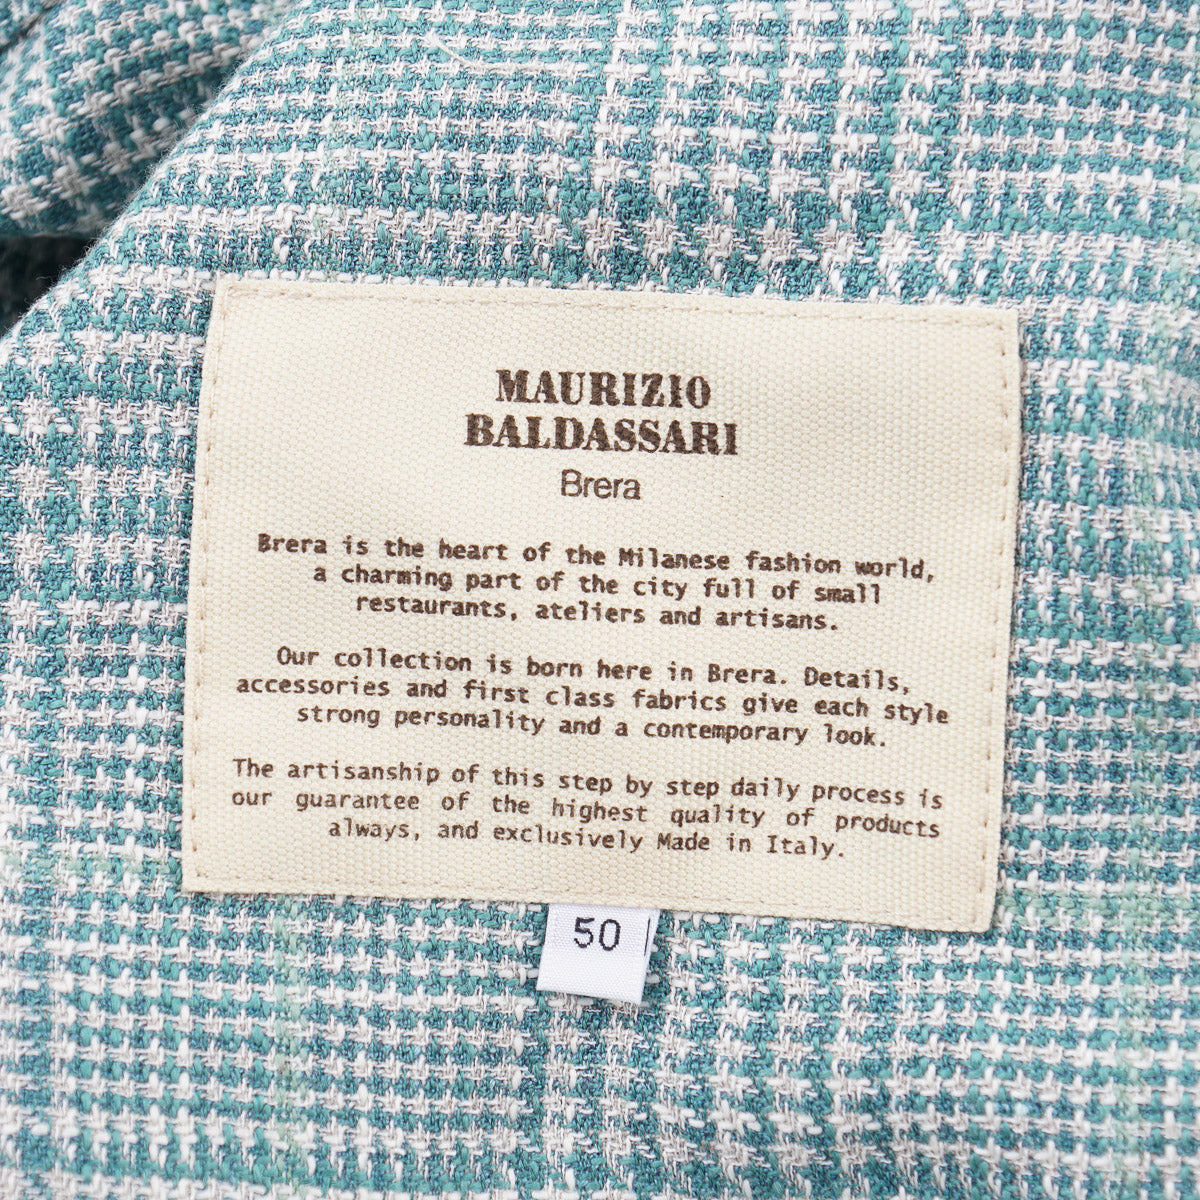 MAURIZIO
BALDASSARI
Brera
Brera is the heart of the Milanese fashion world,
a charming part of the city full of small
restaurants, ateliers and artisans.
Our collection is born here in Brera. Details,
accessories and first class fabrics give each style
strong personality and a contemporary look.
The artisanship of this step by step daily process is
our guarantee of the highest quality of products
always, and exclusively Made in Italy.
50